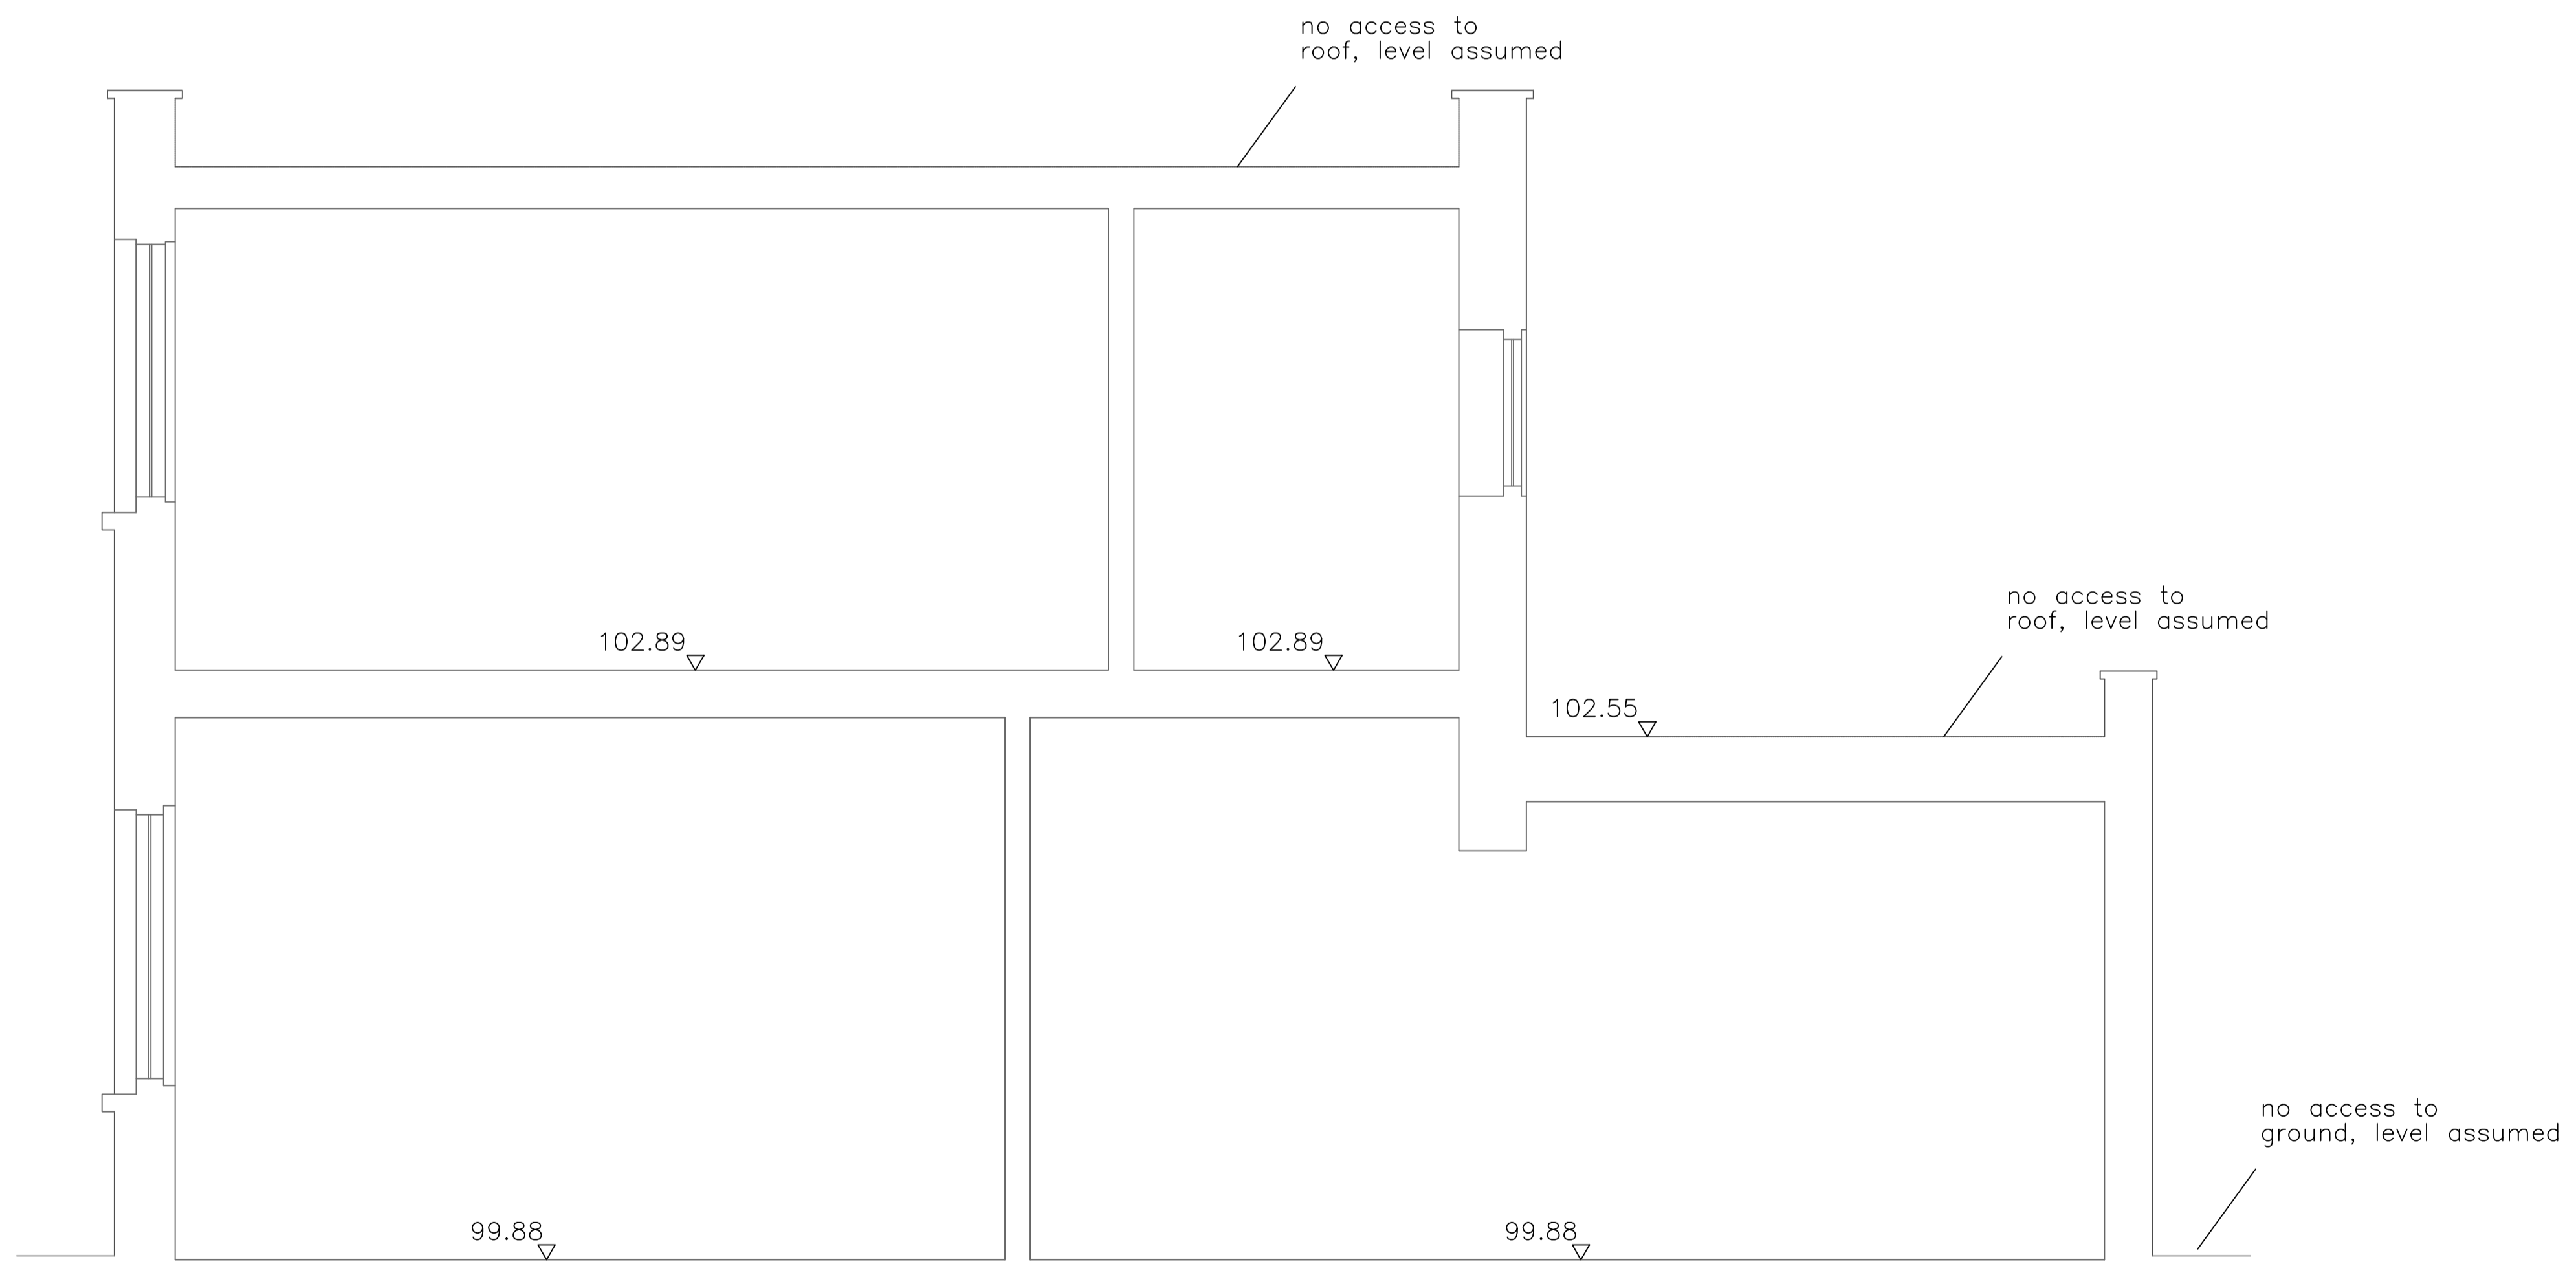 no access to
roof, level assumed
102.89
102.89
no access to
roof, level assumed
102.55
no access to
ground, level assumed
99.88
99.88